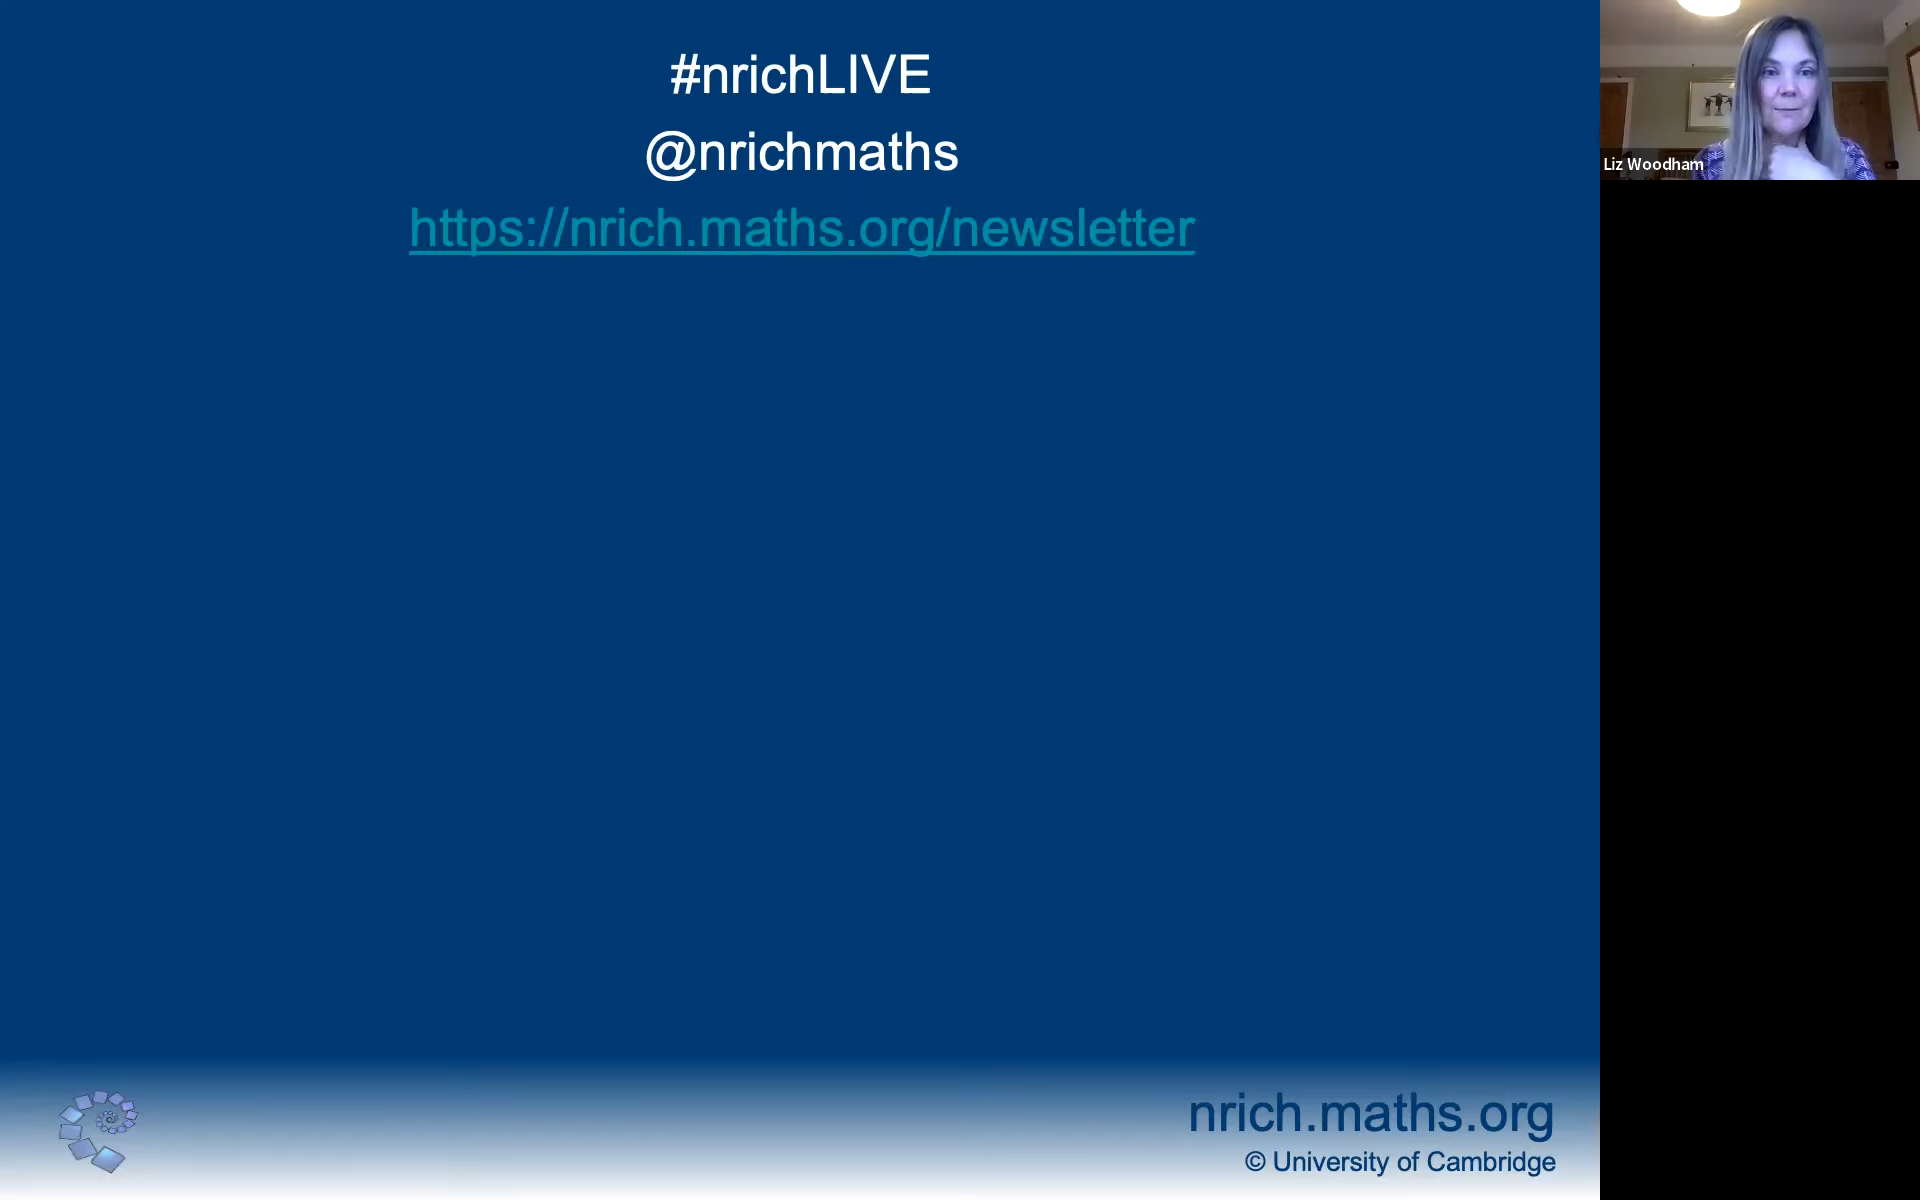 #nrichLIVE
@nrichmaths
https://nrich.maths.org/newsletter
Liz Woodham
nrich.maths.org
© University of Cambridge